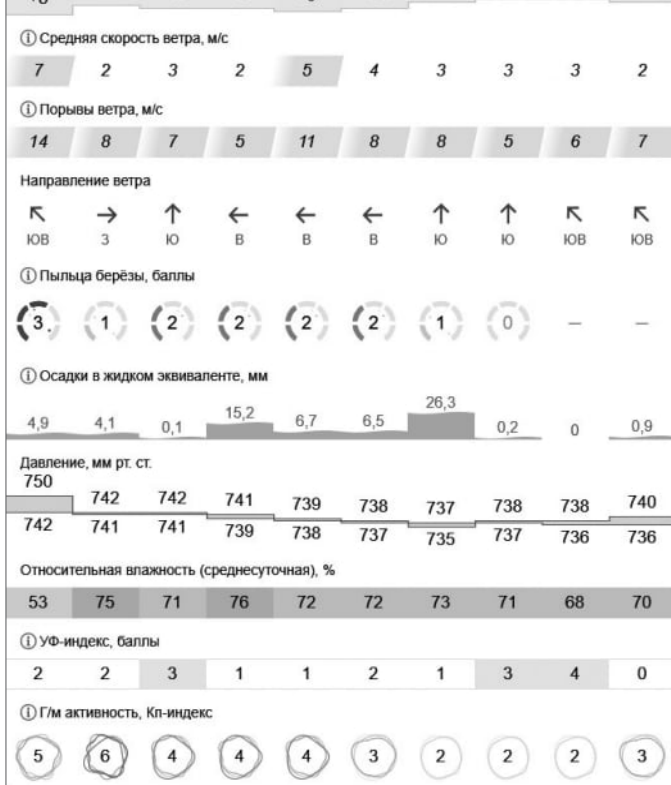 ⓘ Средняя скорость ветра, м/с
7 2 3 2 5 4 3 3 3 2
ⓘ Порывы ветра, м/с
14 8 7 5 11 8 8 5 6 7
Направление ветра
↖ → ↑ ← ← ← ↑ ↑ ↖ ↖
ЮВ З Ю В В В Ю Ю ЮВ ЮВ
ⓘ Пыльца берёзы, баллы
3 1 2 2 2 2 1 0 — —
ⓘ Осадки в жидком эквиваленте, мм
4,9 4,1 0,1 15,2 6,7 6,5 26,3 0,2 0 0,9
Давление, мм рт. ст.
750 742 742 741 739 738 737 738 738 740
742 741 741 739 738 737 735 737 736 736
Относительная влажность (среднесуточная), %
53 75 71 76 72 72 73 71 68 70
ⓘ УФ-индекс, баллы
2 2 3 1 1 2 1 3 4 0
ⓘ Г/м активность, Кп-индекс
5 6 4 4 4 3 2 2 2 3